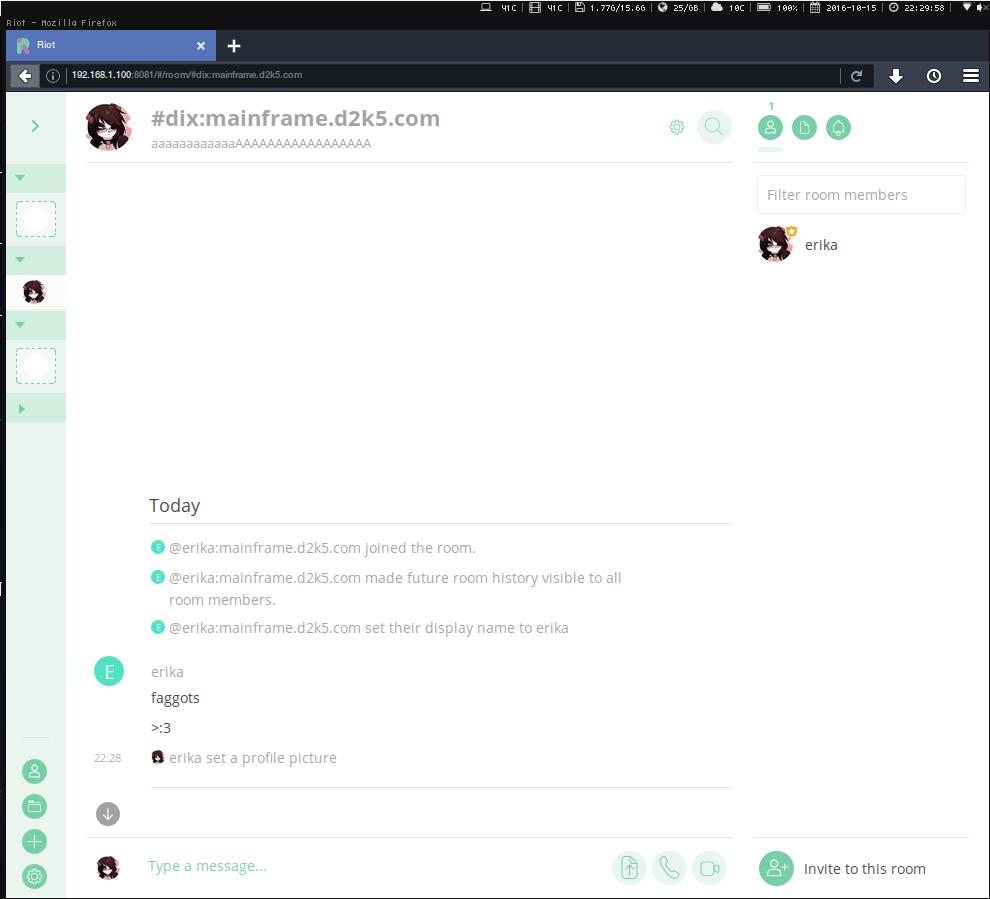 41C | 41C | 1.77G/15.6G | 25/GB | 10C | 100% | 2016-10-15 | 22:29:58
Riot - Mozilla Firefox
Riot
192.168.1.100:8081/#/room/#dix:mainframe.d2k5.com
#dix:mainframe.d2k5.com
aaaaaaaaaaaaAAAAAAAAAAAAAAAAA
1
Filter room members
erika
Today
E @erika:mainframe.d2k5.com joined the room.
E @erika:mainframe.d2k5.com made future room history visible to all
room members.
E @erika:mainframe.d2k5.com set their display name to erika
E erika
faggots
>:3
22:28 erika set a profile picture
Type a message...
Invite to this room